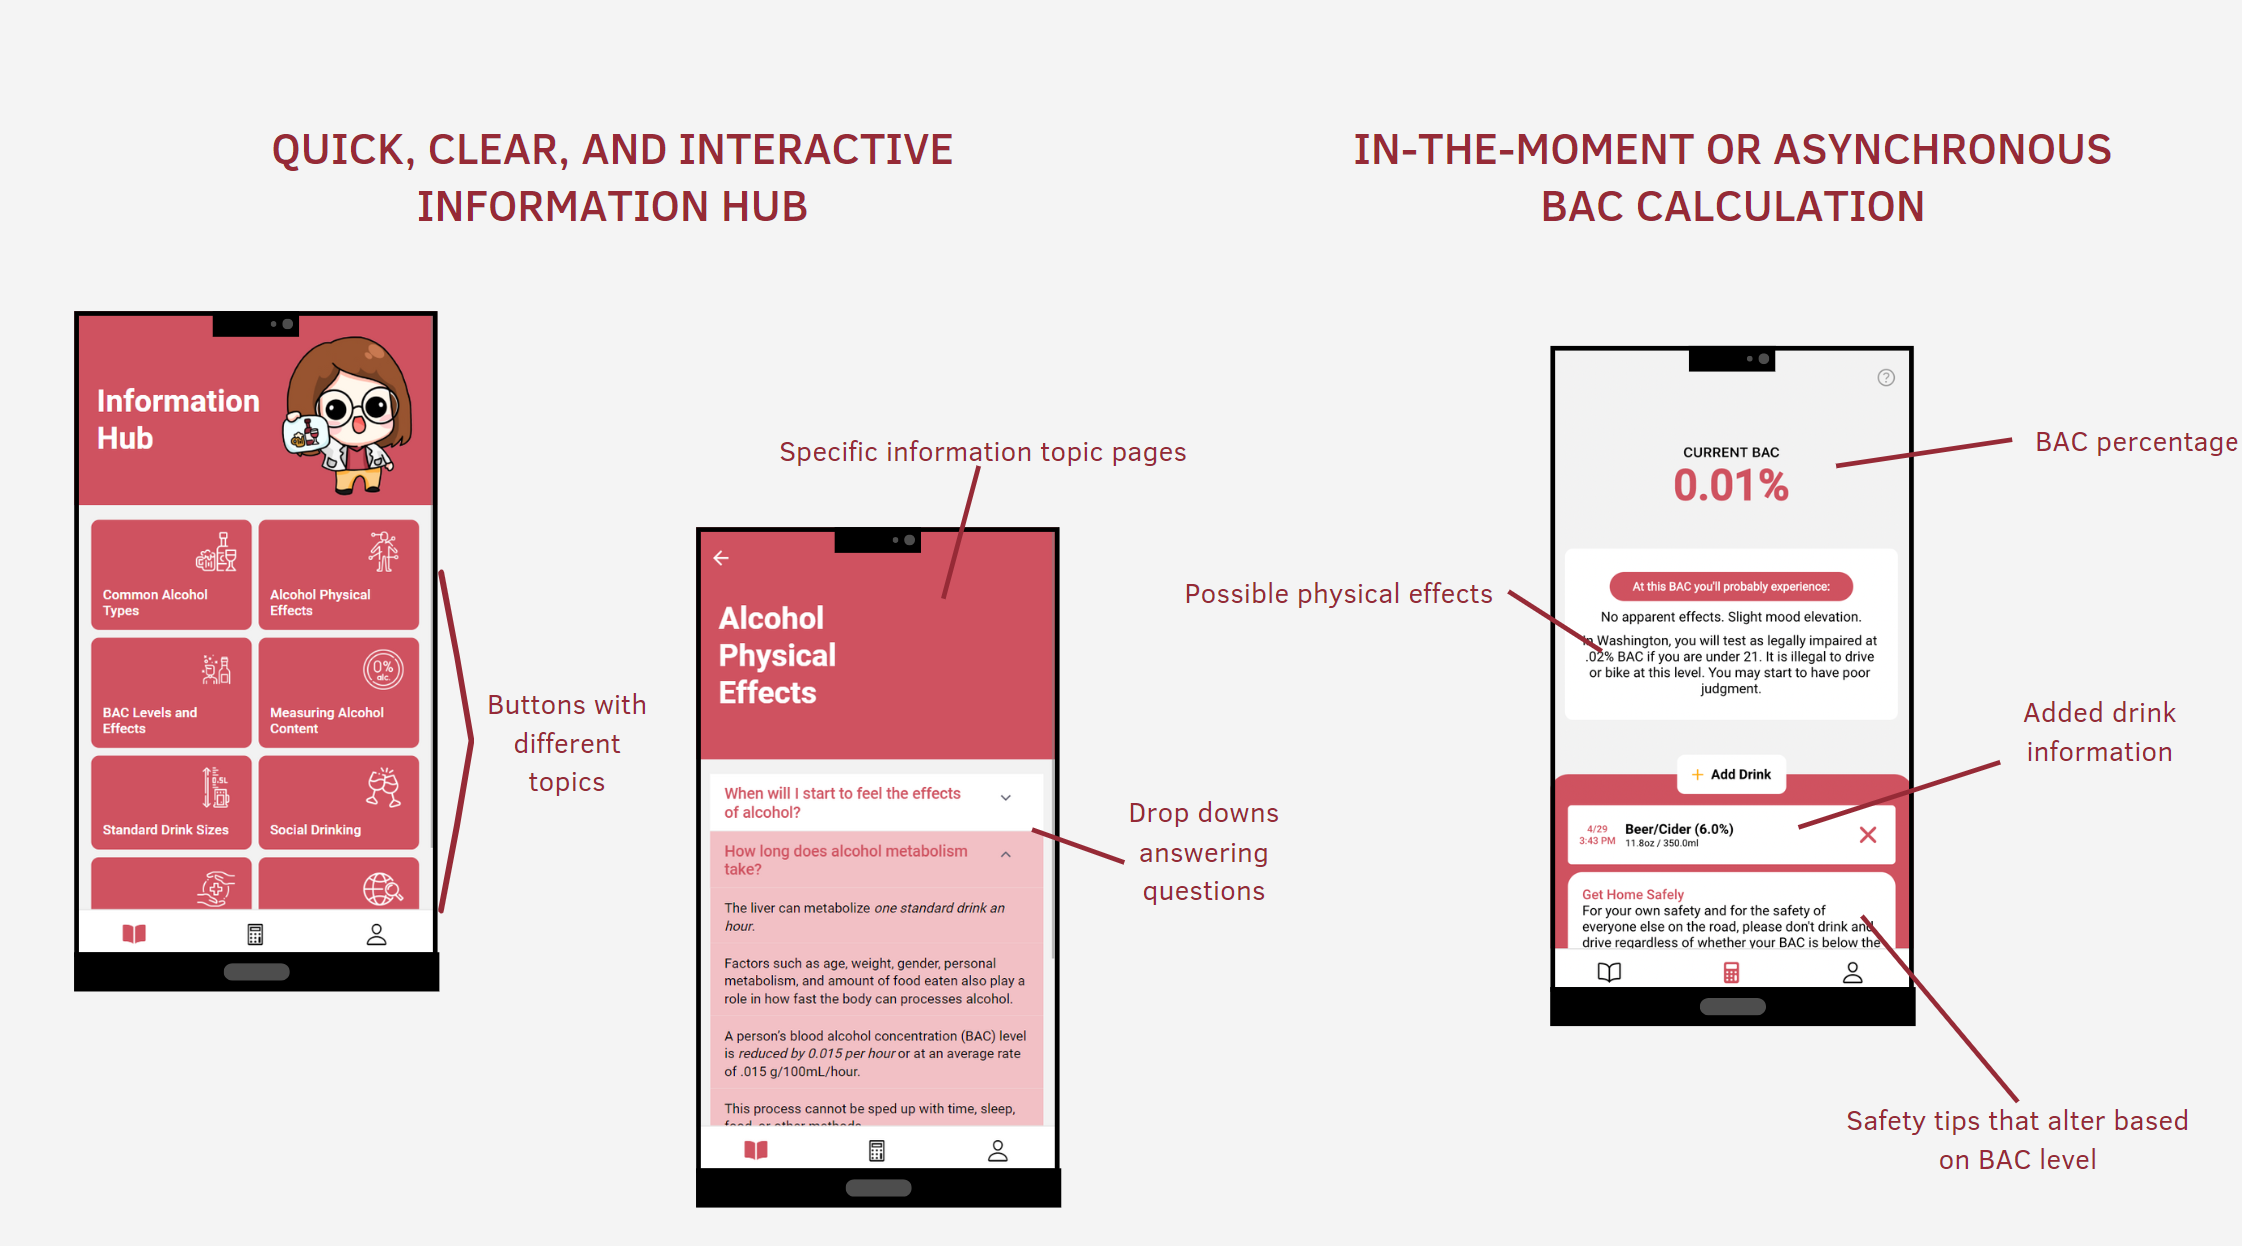 QUICK, CLEAR, AND INTERACTIVE
INFORMATION HUB
Information
Hub
Common Alcohol
Types
Alcohol Physical
Effects
BAC Levels and
Effects
0%
alc.
Measuring Alcohol
Content
0.5L
Standard Drink Sizes
Social Drinking
Buttons with
different
topics
Specific information topic pages
Alcohol
Physical
Effects
When will I start to feel the effects
of alcohol?
How long does alcohol metabolism
take?
The liver can metabolize one standard drink an
hour.
Factors such as age, weight, gender, personal
metabolism, and amount of food eaten also play a
role in how fast the body can processes alcohol.
A person's blood alcohol concentration (BAC) level
is reduced by 0.015 per hour or at an average rate
of .015 g/100mL/hour.
This process cannot be sped up with time, sleep,
food, or other methods
Drop downs
answering
questions
IN-THE-MOMENT OR ASYNCHRONOUS
BAC CALCULATION
?
CURRENT BAC
0.01%
BAC percentage
Possible physical effects
At this BAC you'll probably experience:
No apparent effects. Slight mood elevation.
In Washington, you will test as legally impaired at
.02% BAC if you are under 21. It is illegal to drive
or bike at this level. You may start to have poor
judgment.
+ Add Drink
4/29
3:43 PM
Beer/Cider (6.0%)
11.8oz / 350.0ml
Added drink
information
Get Home Safely
For your own safety and for the safety of
everyone else on the road, please don't drink and
drive regardless of whether your BAC is below the
Safety tips that alter based
on BAC level